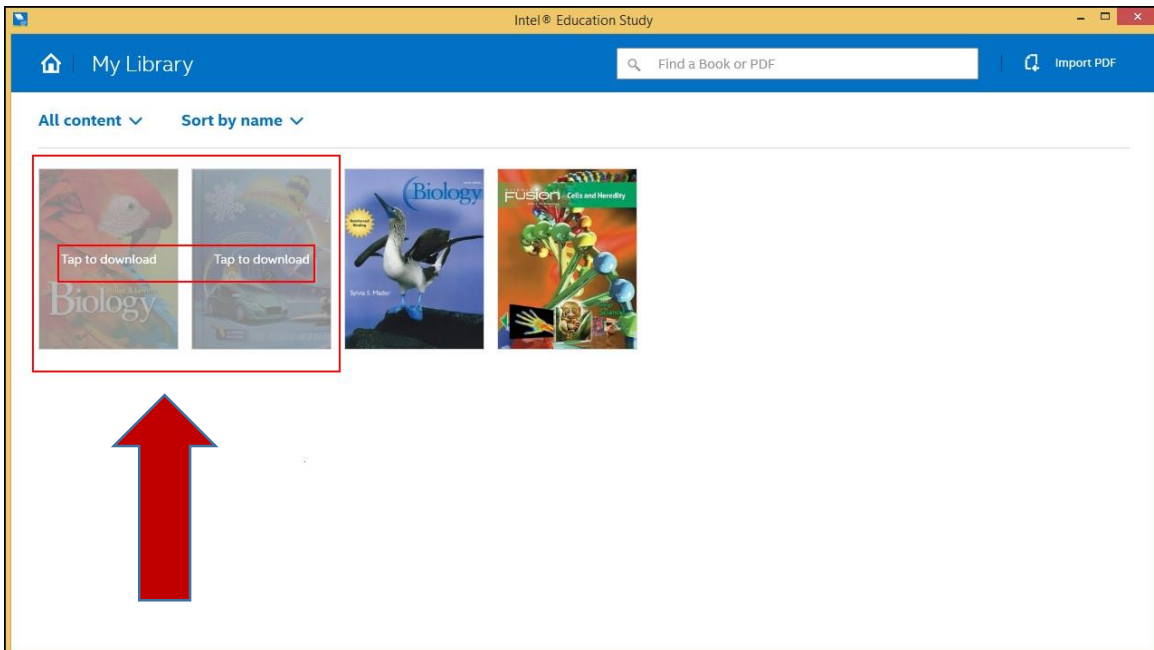 Intel® Education Study
My Library
Find a Book or PDF
Import PDF
All content
Sort by name
Tap to download
Biology
Tap to download
Biology
Sylvia S. Mader
FUSION
Cells and Heredity